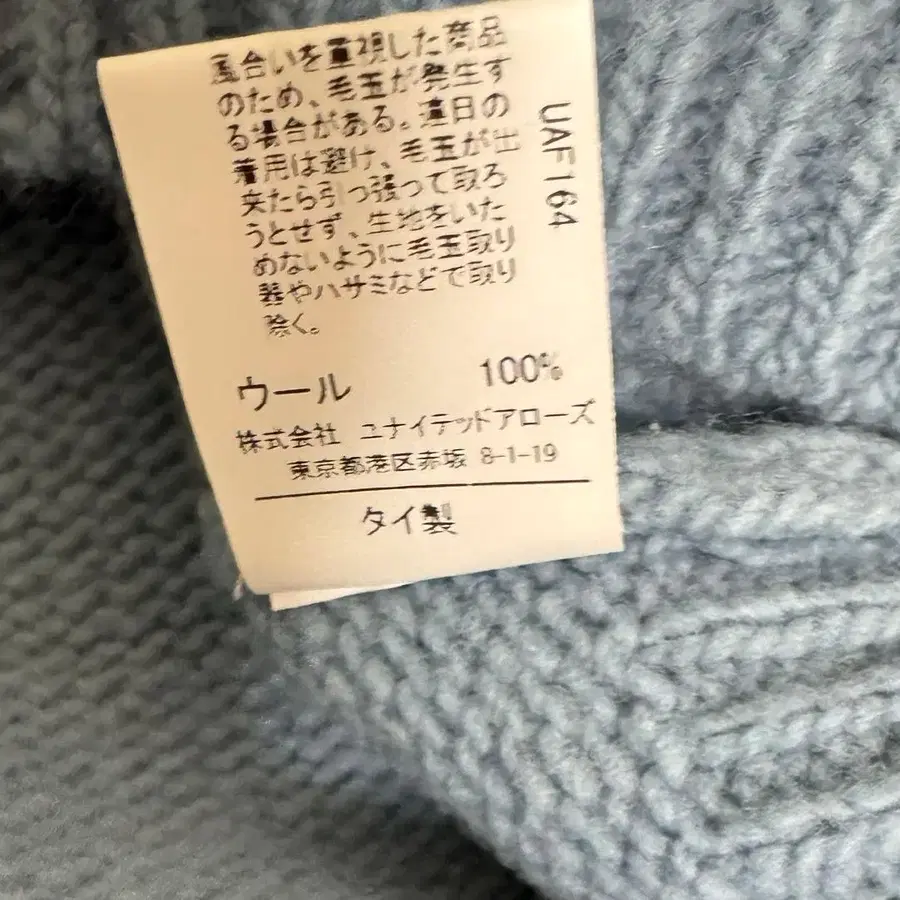 風合いを重視した商品
のため、毛玉が発生す
る場合がある。連日の
着用は避け、毛玉が出
来たら引っ張って取ろ
うとせず、生地をいた
めないように毛玉取り
器やハサミなどで取り
除く。
UAF164
ウール 100%
株式会社 ユナイテッドアローズ
東京都港区赤坂 8-1-19
タイ製